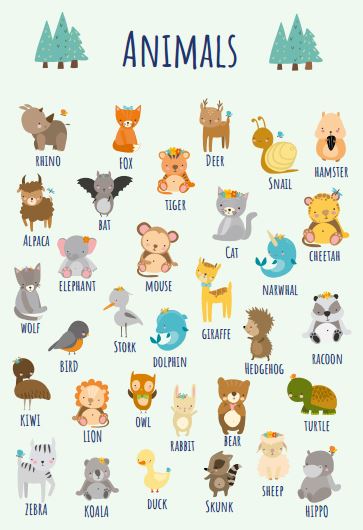 Animals
Rhino
Fox
Deer
Hamster
Tiger
Snail
Alpaca
Bat
Cat
Cheetah
Elephant
Mouse
Narwhal
Wolf
Stork
Giraffe
Bird
Dolphin
Hedgehog
Racoon
Kiwi
Lion
Owl
Rabbit
Bear
Turtle
Zebra
Koala
Duck
Skunk
Sheep
Hippo